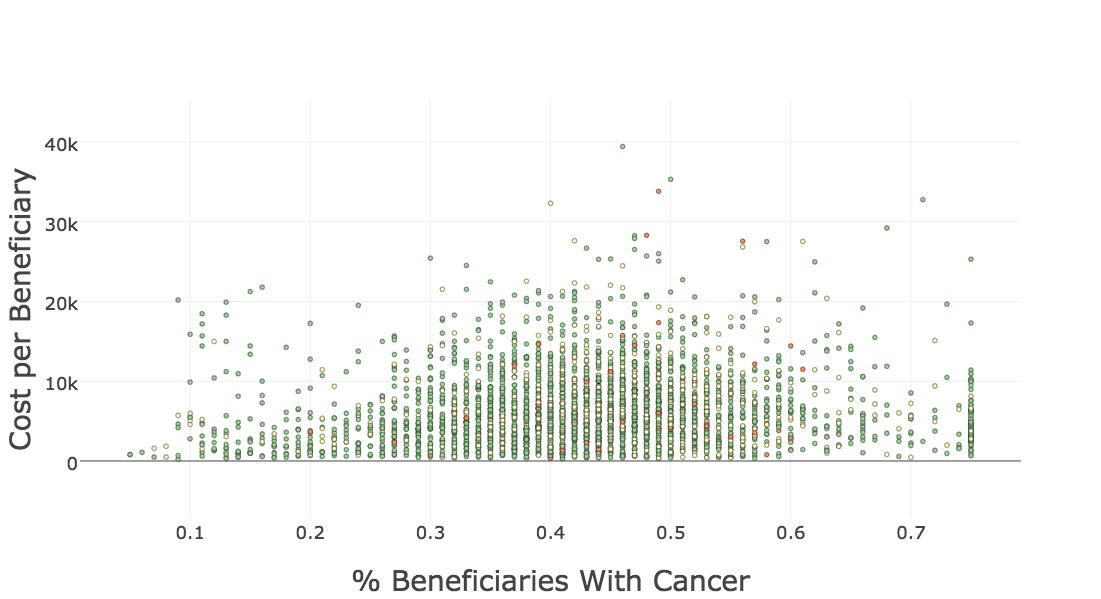 Cost per Beneficiary
40k
30k
20k
10k
0
0.1 0.2 0.3 0.4 0.5 0.6 0.7
% Beneficiaries With Cancer